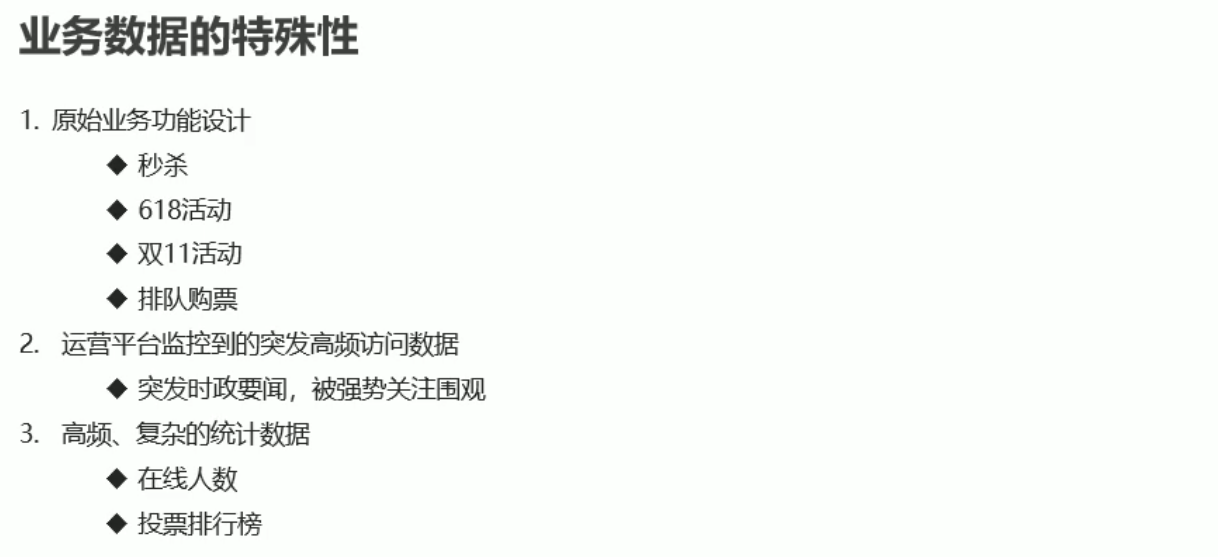 业务数据的特殊性
1. 原始业务功能设计
◆ 秒杀
◆ 618活动
◆ 双11活动
◆ 排队购票
2. 运营平台监控到的突发高频访问数据
◆ 突发时政要闻，被强势关注围观
3. 高频、复杂的统计数据
◆ 在线人数
◆ 投票排行榜